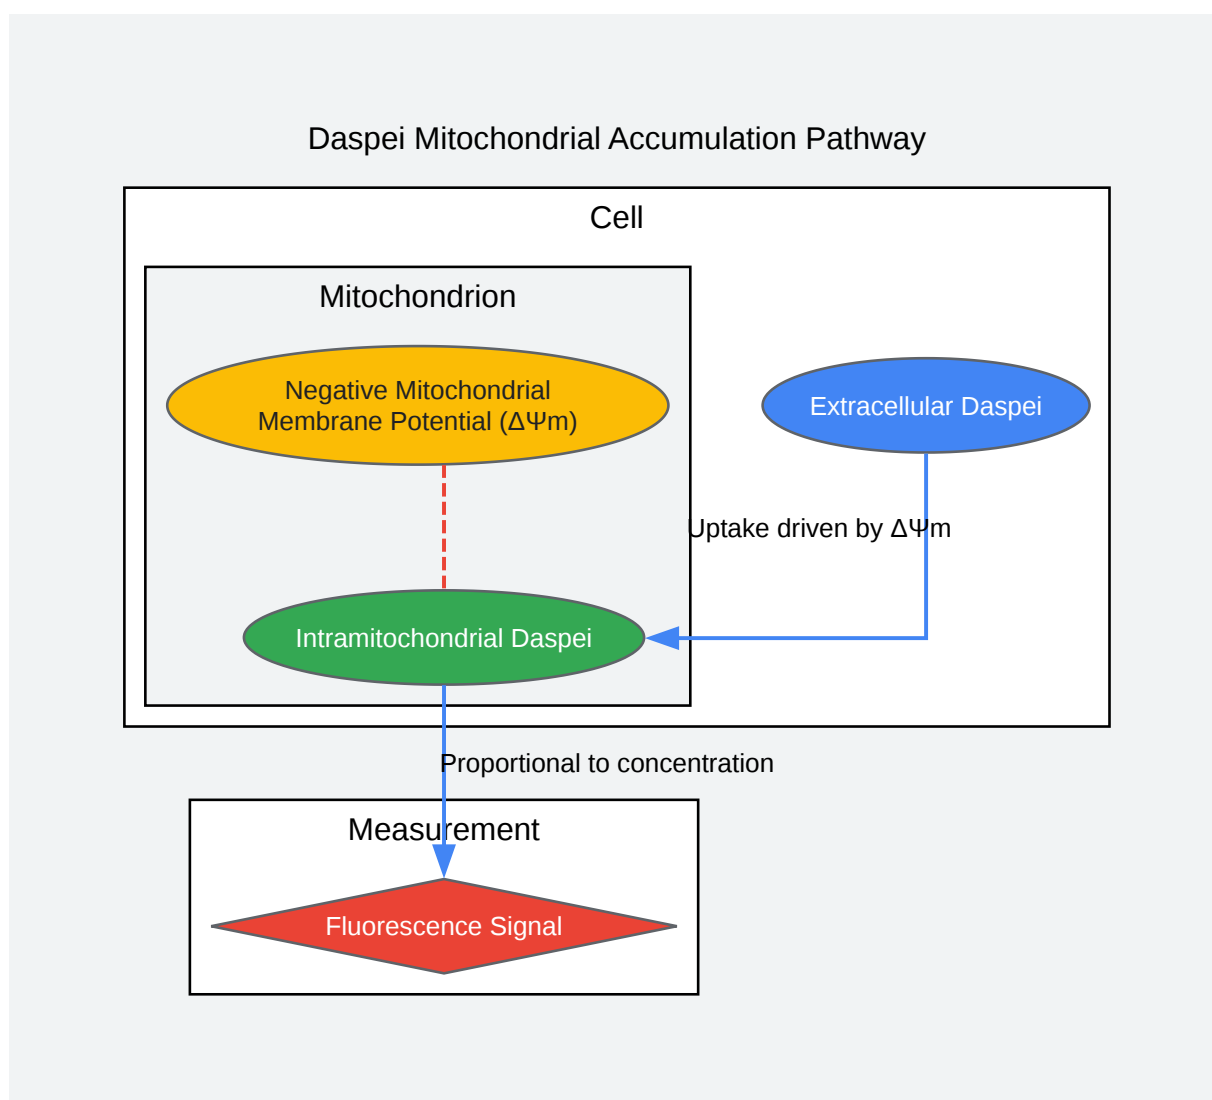 Daspei Mitochondrial Accumulation Pathway
Cell
Mitochondrion
Negative Mitochondrial
Membrane Potential (ΔΨm)
Extracellular Daspei
Uptake driven by ΔΨm
Intramitochondrial Daspei
Proportional to concentration
Measurement
Fluorescence Signal